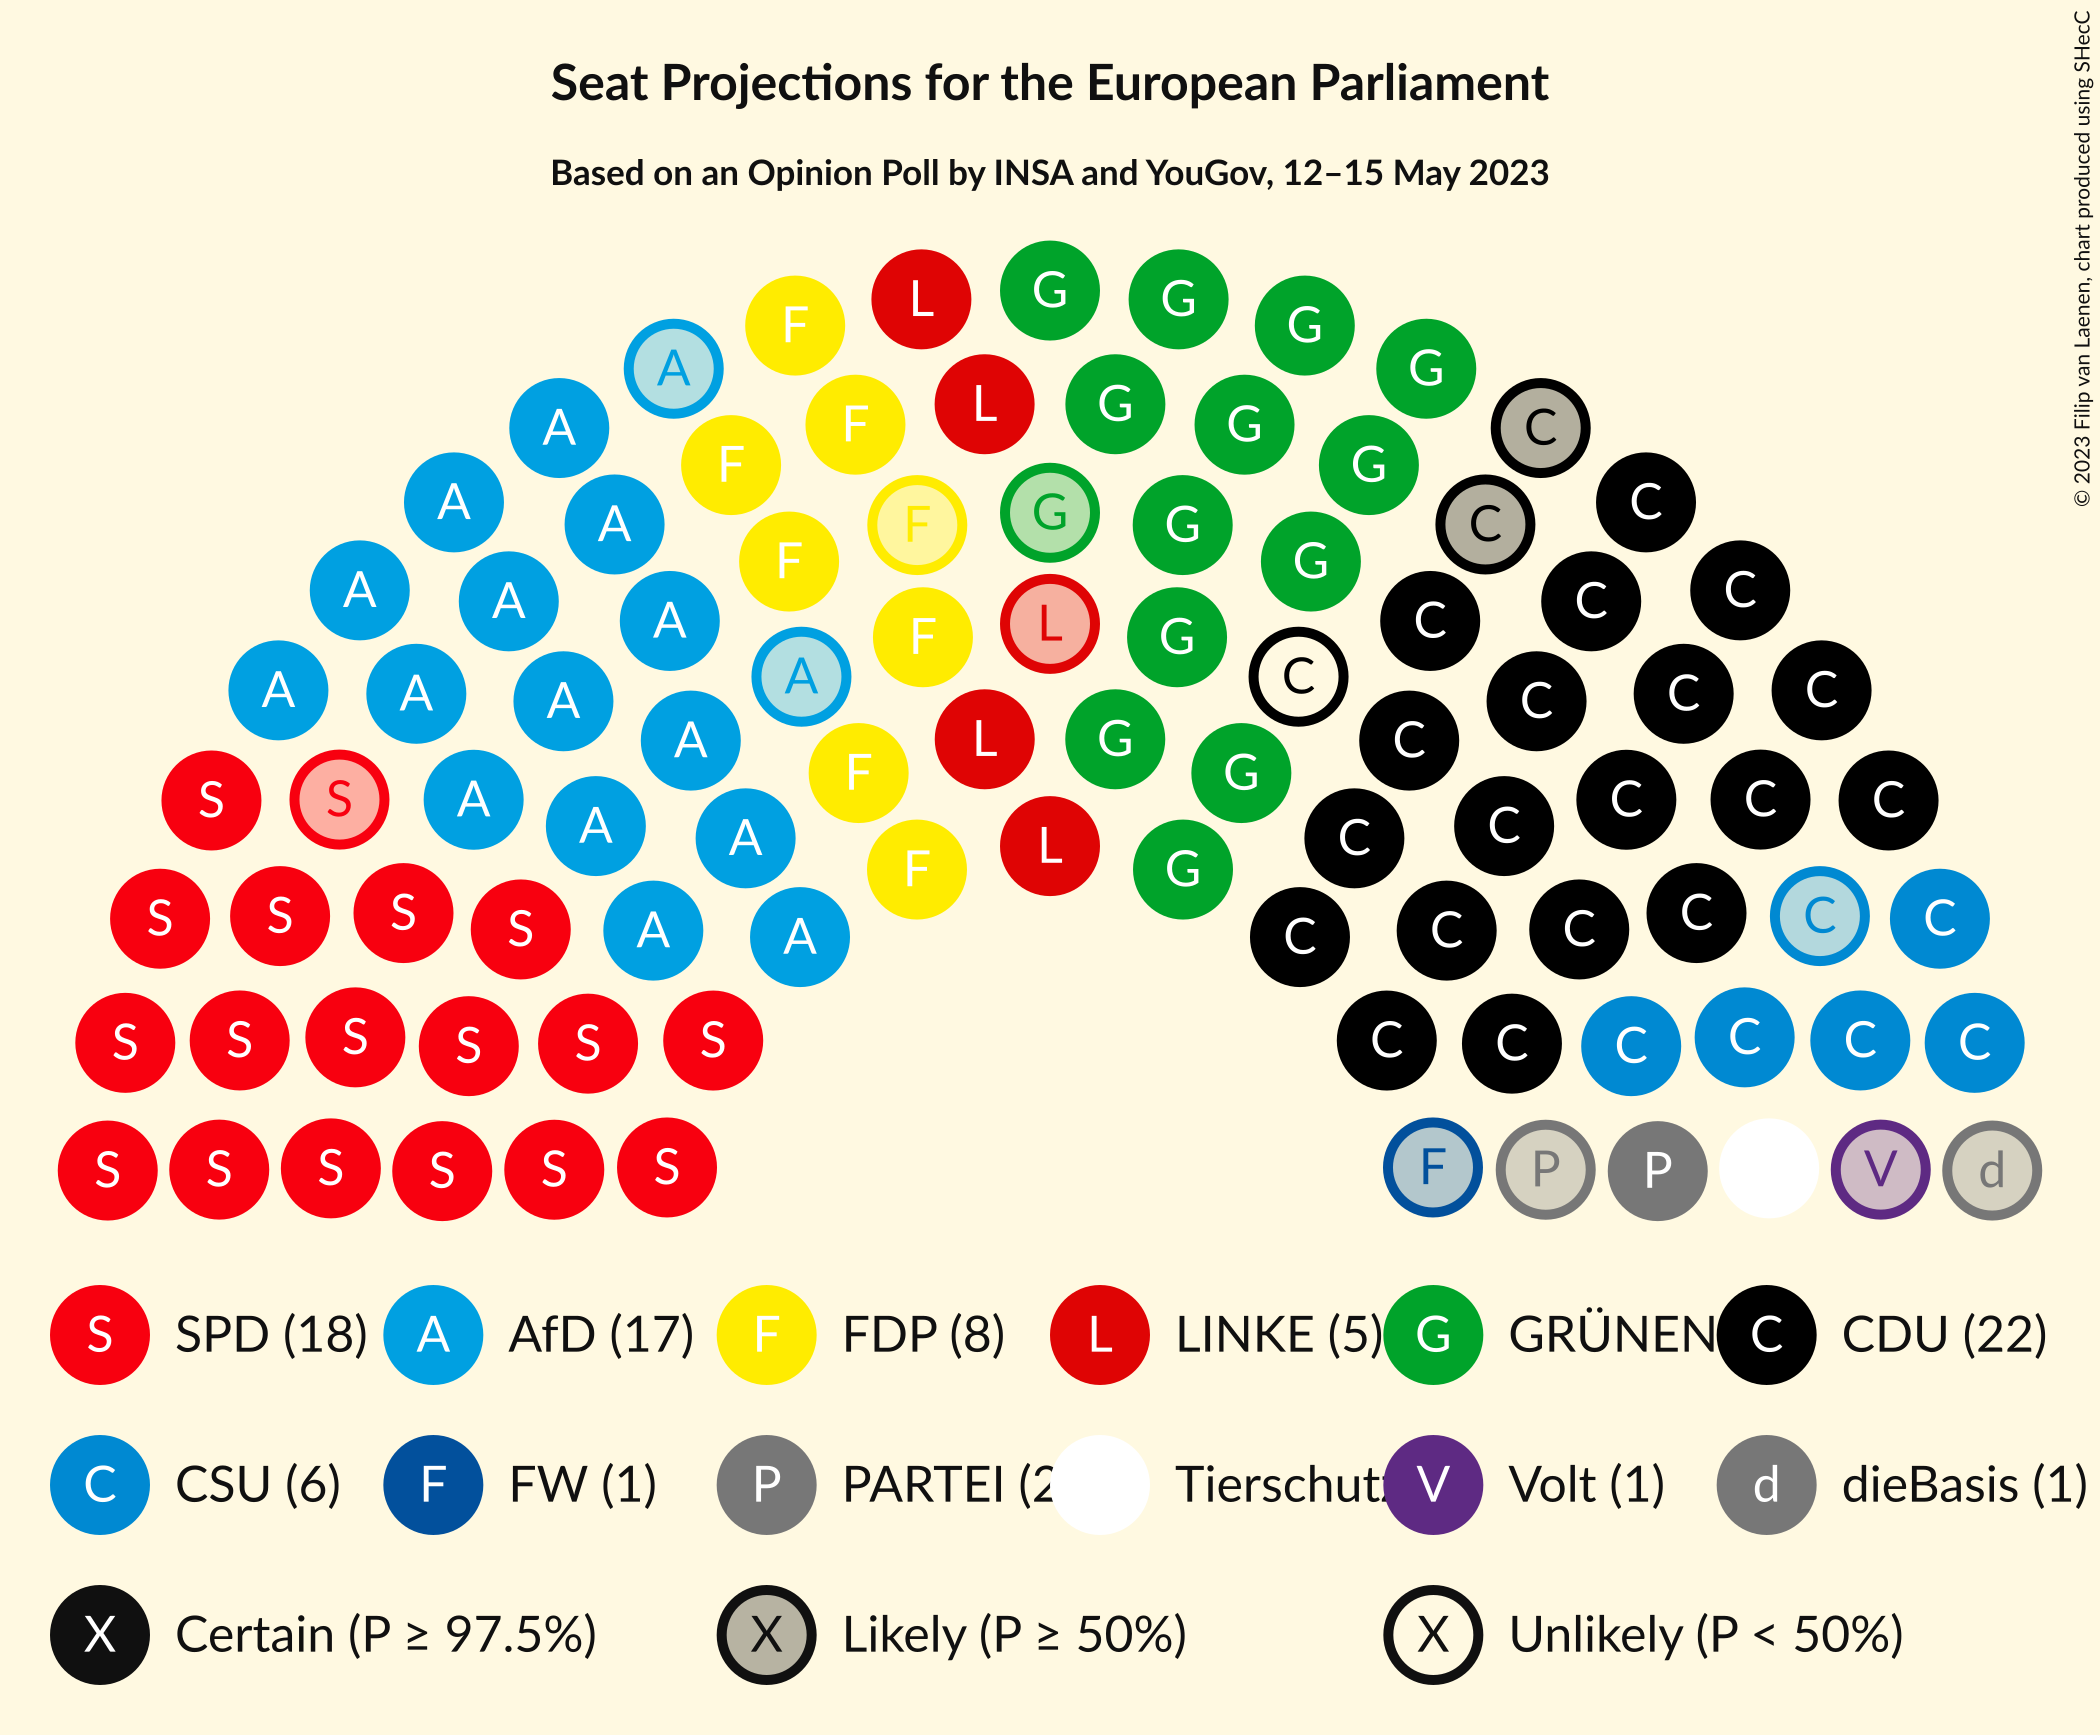 Seat Projections for the European Parliament
Based on an Opinion Poll by INSA and YouGov, 12–15 May 2023
© 2023 Filip van Laenen, chart produced using SHecC
F L G G G
A A F L G G G C
A A F F G G G C C
A A A F F L G G C C C
A A A A A L G C C C C C
S S A A A F L G C C C C C
S S S S A A F G C C C C C C
S S S S S S C C C C C C
S S S S S S F P P V d
S SPD (18) A AfD (17) F FDP (8) L LINKE (5) G GRÜNEN C CDU (22)
C CSU (6) F FW (1) P PARTEI (2 Tierschutz V Volt (1) d dieBasis (1)
X Certain (P ≥ 97.5%) X Likely (P ≥ 50%) X Unlikely (P < 50%)